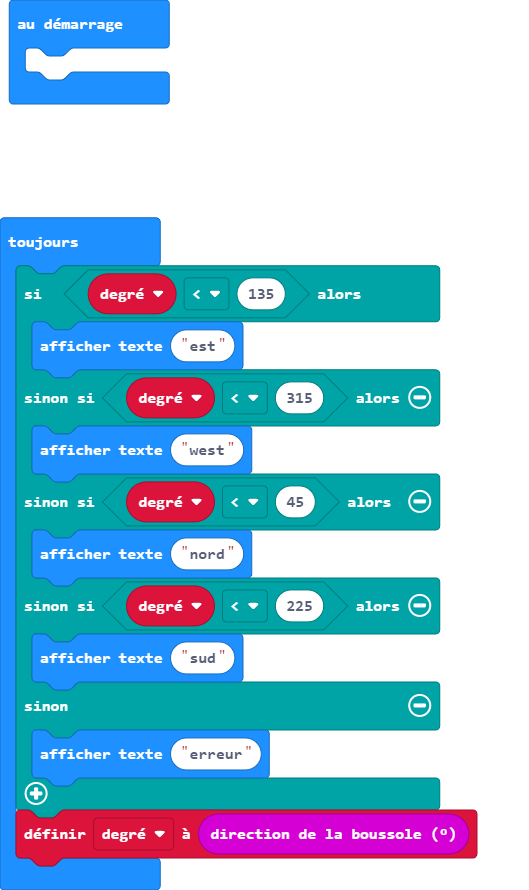 au démarrage
toujours
si degré < 135 alors
afficher texte "est"
sinon si degré < 315 alors
afficher texte "west"
sinon si degré < 45 alors
afficher texte "nord"
sinon si degré < 225 alors
afficher texte "sud"
sinon
afficher texte "erreur"
définir degré à direction de la boussole (º)